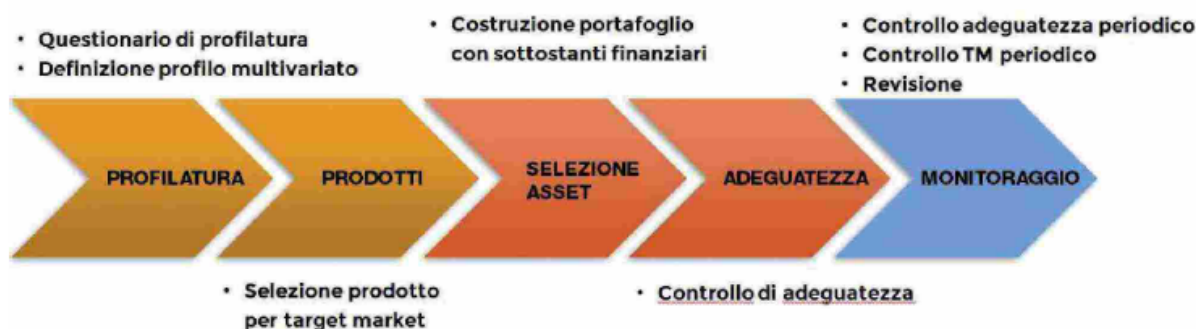 • Questionario di profilatura
• Definizione profilo multivariato
• Costruzione portafoglio
con sottostanti finanziari
• Controllo adeguatezza periodico
• Controllo TM periodico
• Revisione
PROFILATURA
PRODOTTI
SELEZIONE
ASSET
ADEGUATEZZA
MONITORAGGIO
• Selezione prodotto
per target market
• Controllo di adeguatezza